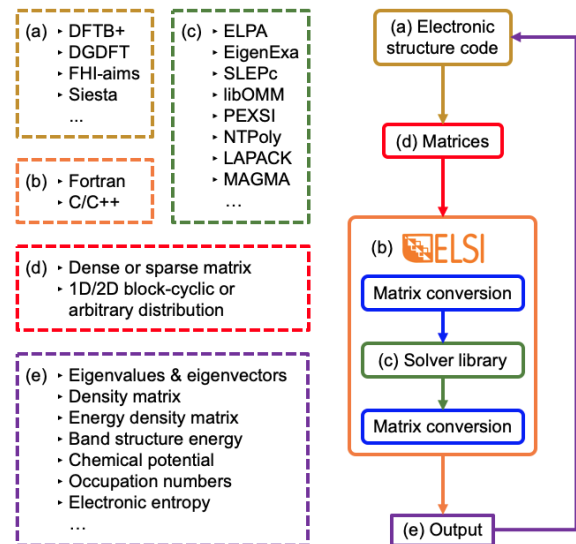 (a) ‣ DFTB+
‣ DGDFT
‣ FHI-aims
‣ Siesta
...
(b) ‣ Fortran
‣ C/C++
(c) ‣ ELPA
‣ EigenExa
‣ SLEPc
‣ libOMM
‣ PEXSI
‣ NTPoly
‣ LAPACK
‣ MAGMA
...
(d) ‣ Dense or sparse matrix
‣ 1D/2D block-cyclic or
arbitrary distribution
(e) ‣ Eigenvalues & eigenvectors
‣ Density matrix
‣ Energy density matrix
‣ Band structure energy
‣ Chemical potential
‣ Occupation numbers
‣ Electronic entropy
...
(a) Electronic
structure code
(d) Matrices
(b) ELSI
Matrix conversion
(c) Solver library
Matrix conversion
(e) Output